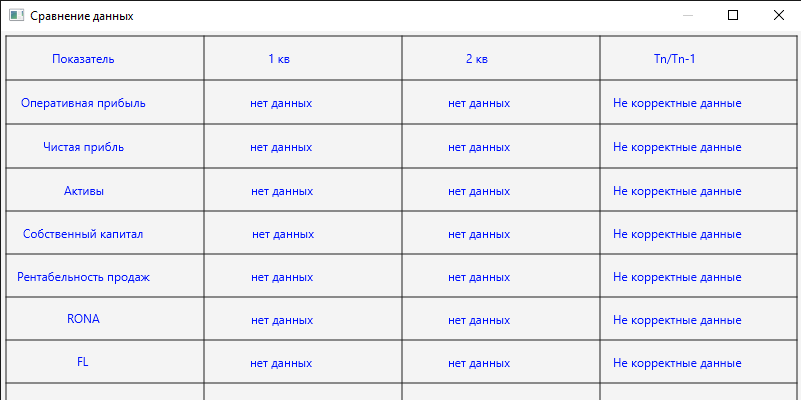 Сравнение данных
Показатель 1 кв 2 кв Tn/Tn-1
Оперативная прибыль нет данных нет данных Не корректные данные
Чистая прибль нет данных нет данных Не корректные данные
Активы нет данных нет данных Не корректные данные
Собственный капитал нет данных нет данных Не корректные данные
Рентабельность продаж нет данных нет данных Не корректные данные
RONA нет данных нет данных Не корректные данные
FL нет данных нет данных Не корректные данные